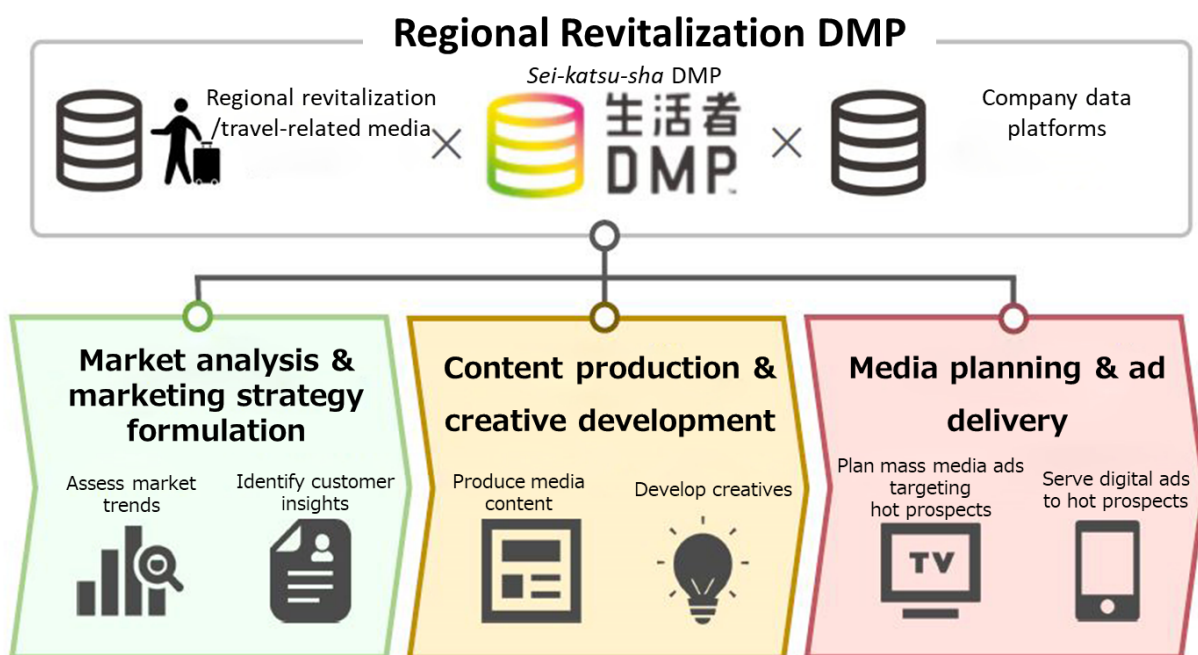 Regional Revitalization DMP
Sei-katsu-sha DMP
Regional revitalization
/travel-related media
×
生活者
DMP™
×
Company data
platforms
Market analysis &
marketing strategy
formulation
Assess market
trends
Identify customer
insights
Content production &
creative development
Produce media
content
Develop creatives
Media planning & ad
delivery
Plan mass media ads
targeting
hot prospects
TV
Serve digital ads
to hot prospects